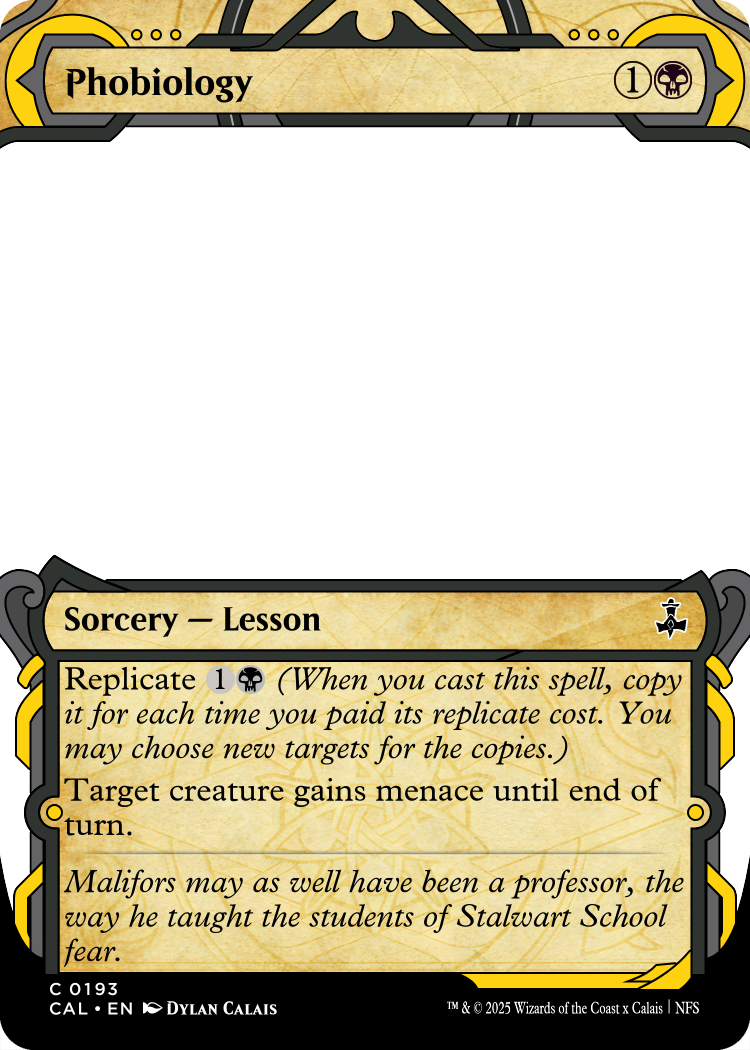 Phobiology 1
Sorcery — Lesson
Replicate 1 (When you cast this spell, copy
it for each time you paid its replicate cost. You
may choose new targets for the copies.)
Target creature gains menace until end of
turn.
Malifors may as well have been a professor, the
way he taught the students of Stalwart School
fear.
C 0193
CAL • EN Dylan Calais
™ & © 2025 Wizards of the Coast x Calais | NFS